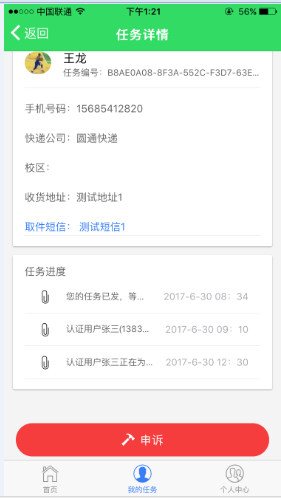 中国联通 下午1:21 56%
返回 任务详情
王龙
任务编号：B8AE0A08-8F3A-552C-F3D7-63E...
手机号码：15685412820
快递公司：圆通快递
校区：
收货地址：测试地址1
取件短信：测试短信1
任务进度
您的任务已发，等... 2017-6-30 08：34
认证用户张三(1383... 2017-6-30 09：10
认证用户张三正在为... 2017-6-30 12：30
申诉
首页 我的任务 个人中心